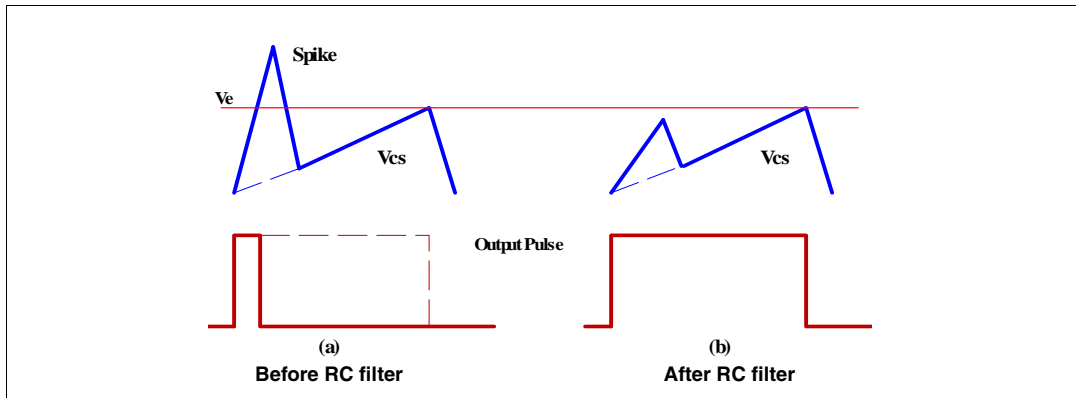 Spike
Ve
Vcs
Vcs
Output Pulse
(a)
(b)
Before RC filter
After RC filter